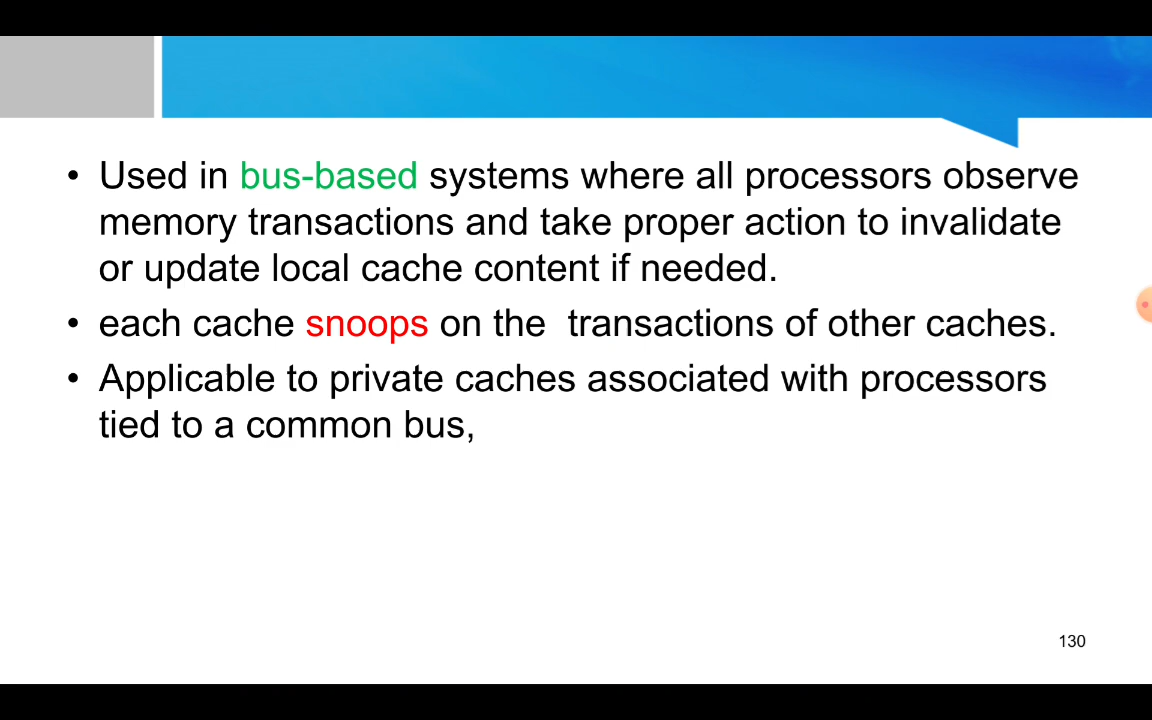 • Used in bus-based systems where all processors observe
memory transactions and take proper action to invalidate
or update local cache content if needed.
• each cache snoops on the  transactions of other caches.
• Applicable to private caches associated with processors
tied to a common bus,
130